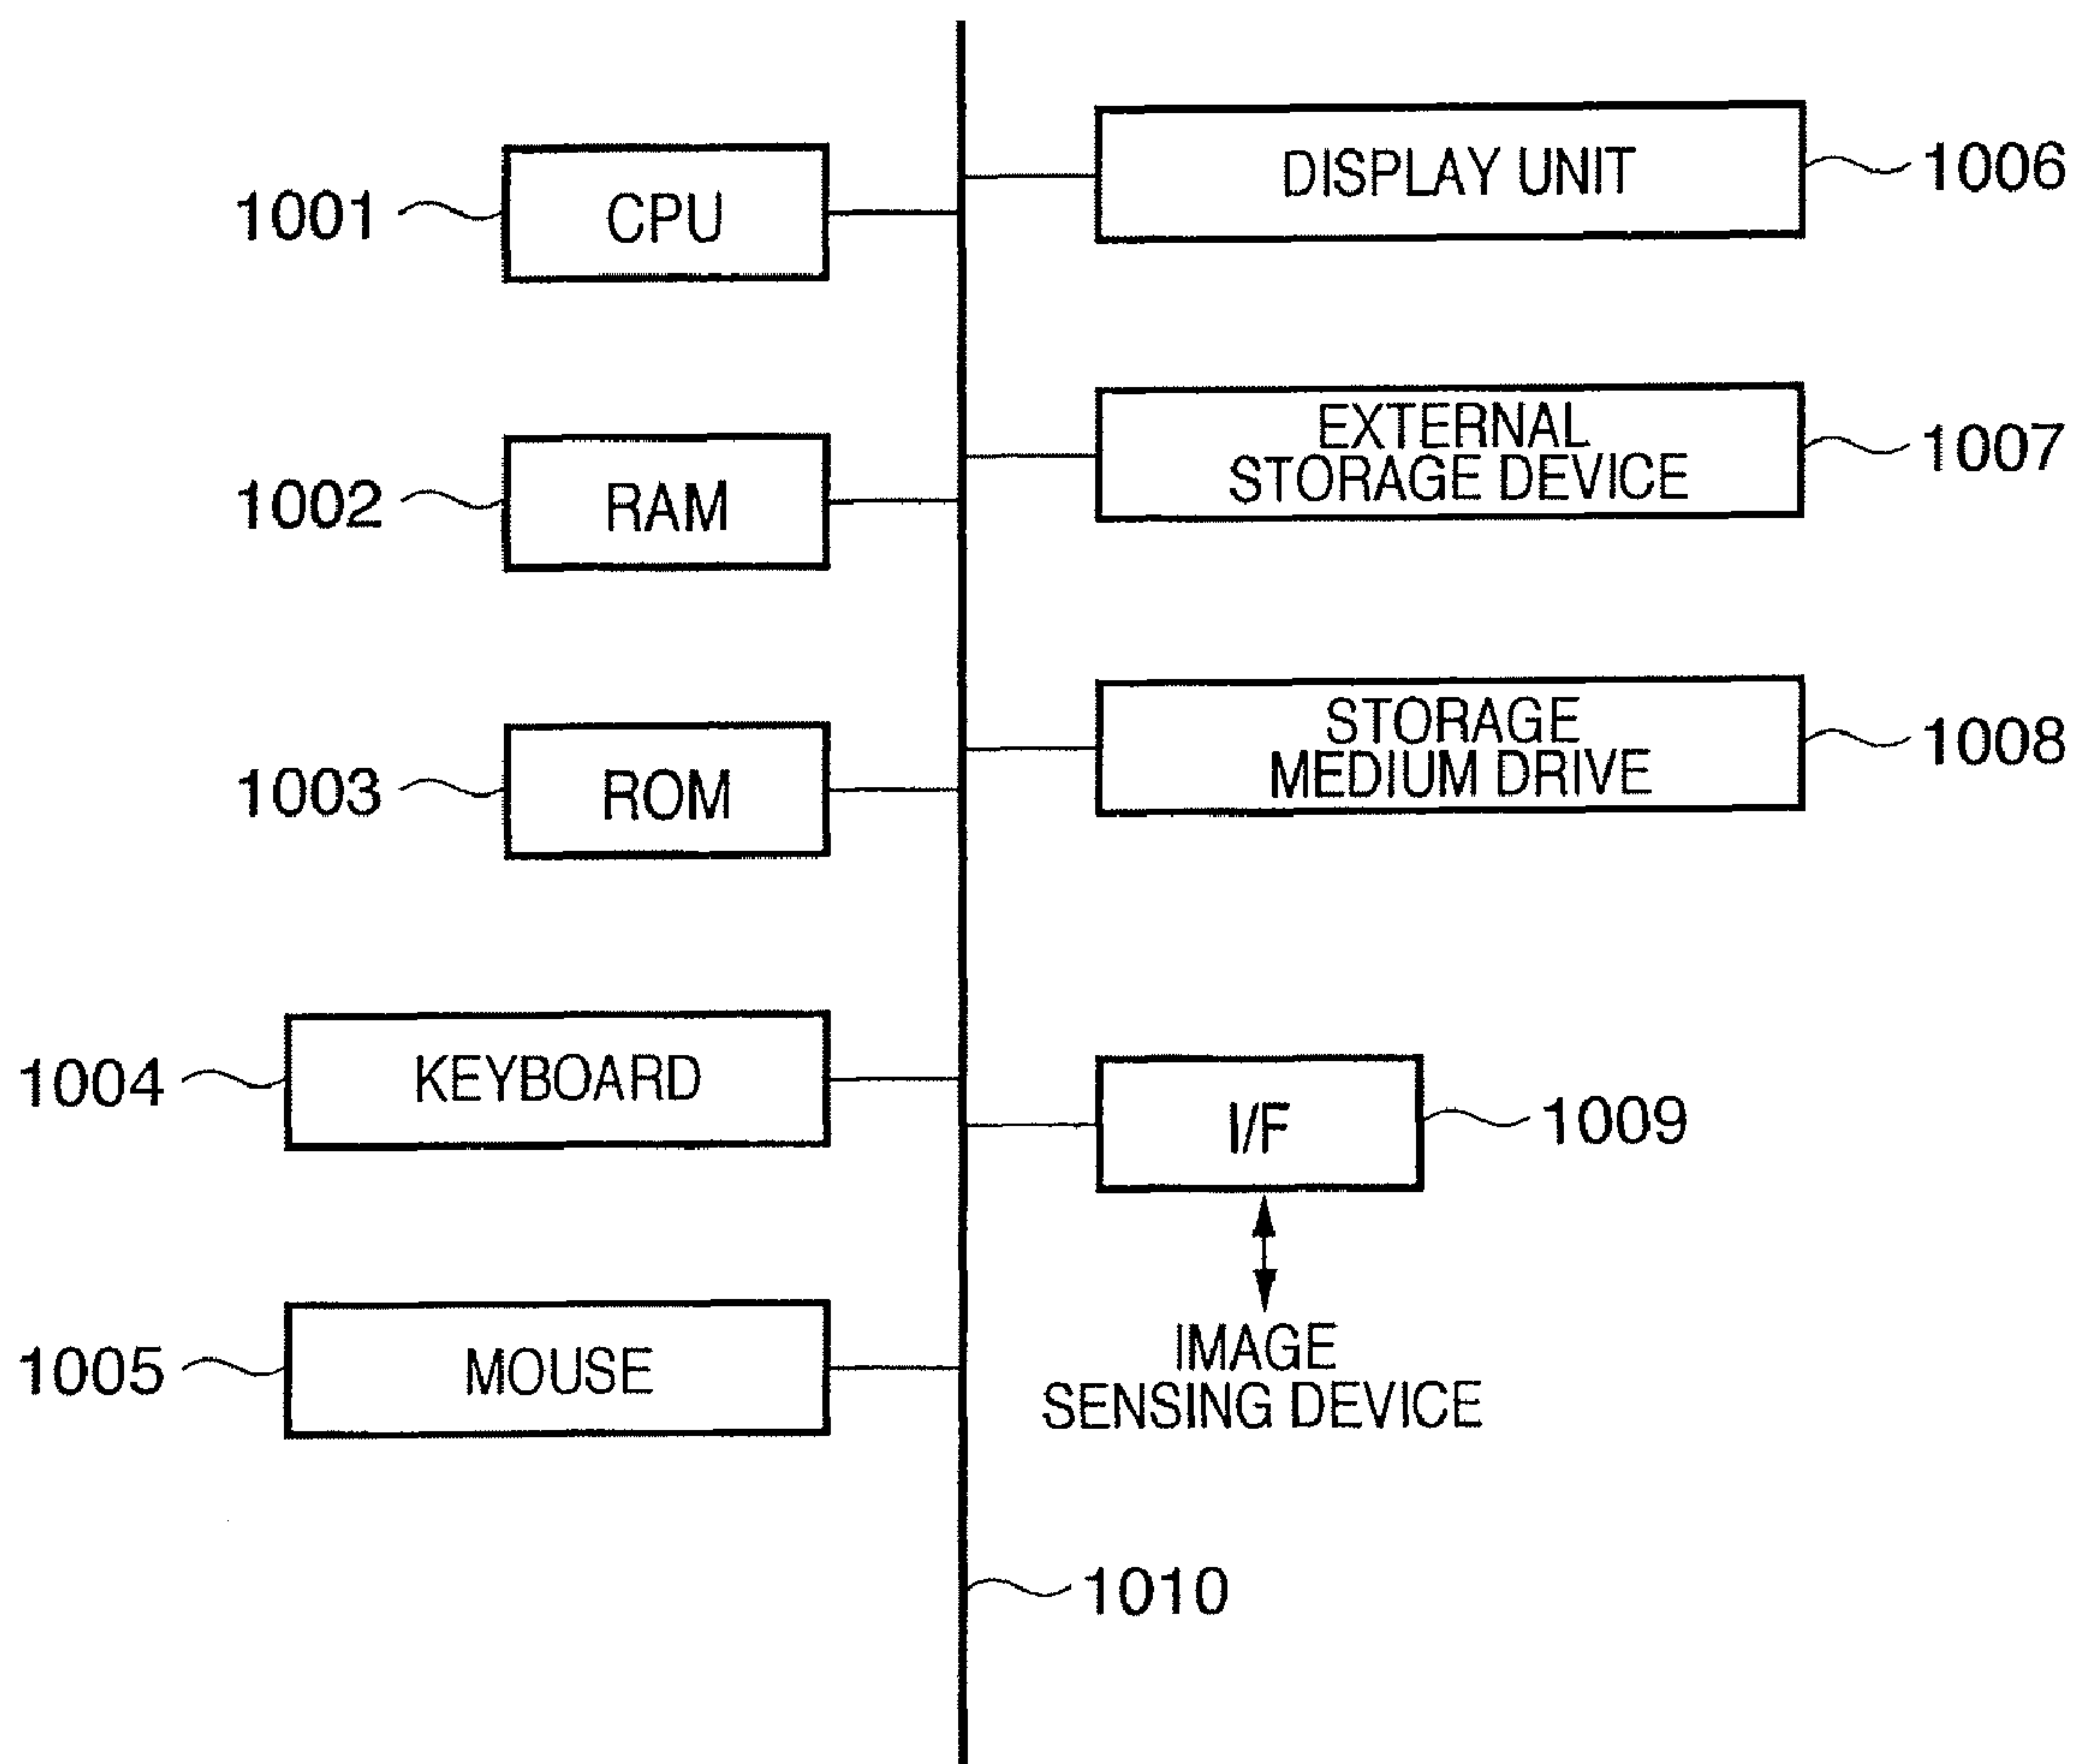 1001
CPU
DISPLAY UNIT
1006
1002
RAM
EXTERNAL
STORAGE DEVICE
1007
1003
ROM
STORAGE
MEDIUM DRIVE
1008
1004
KEYBOARD
I/F
1009
1005
MOUSE
IMAGE
SENSING DEVICE
1010